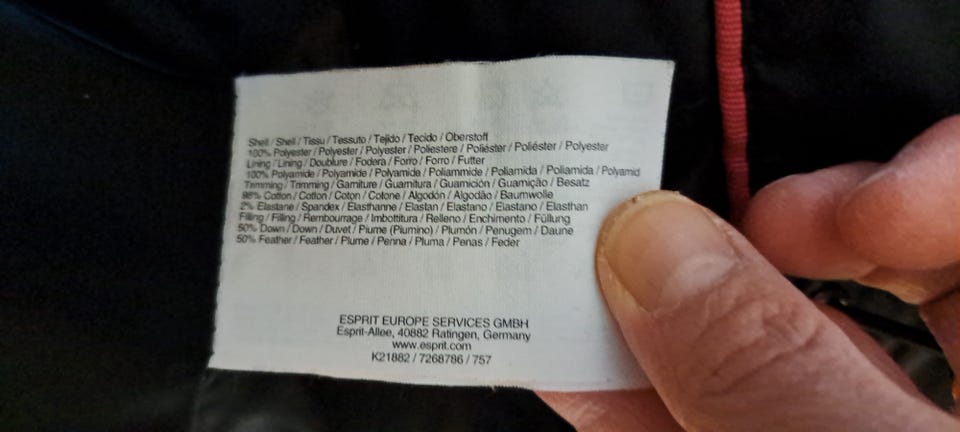 Shell / Shell / Tissu / Tessuto / Tejido / Tecido / Oberstoff
100% Polyester / Polyester / Polyester / Poliestere / Poliéster / Poliéster / Polyester
Lining / Lining / Doublure / Fodera / Forro / Forro / Futter
100% Polyamide / Polyamide / Polyamide / Poliammide / Poliamida / Poliamida / Polyamid
Trimming / Trimming / Garniture / Guarnitura / Guarnición / Guarnição / Besatz
98% Cotton / Cotton / Coton / Cotone / Algodón / Algodão / Baumwolle
2% Elastane / Spandex / Elasthanne / Elastan / Elastano / Elastano / Elasthan
Filling / Filling / Rembourrage / Imbottitura / Relleno / Enchimento / Füllung
50% Down / Down / Duvet / Piume (Piumino) / Plumón / Penugem / Daune
50% Feather / Feather / Plume / Penna / Pluma / Penas / Feder
ESPRIT EUROPE SERVICES GMBH
Esprit-Allee, 40882 Ratingen, Germany
www.esprit.com
K21882 / 7268786 / 757